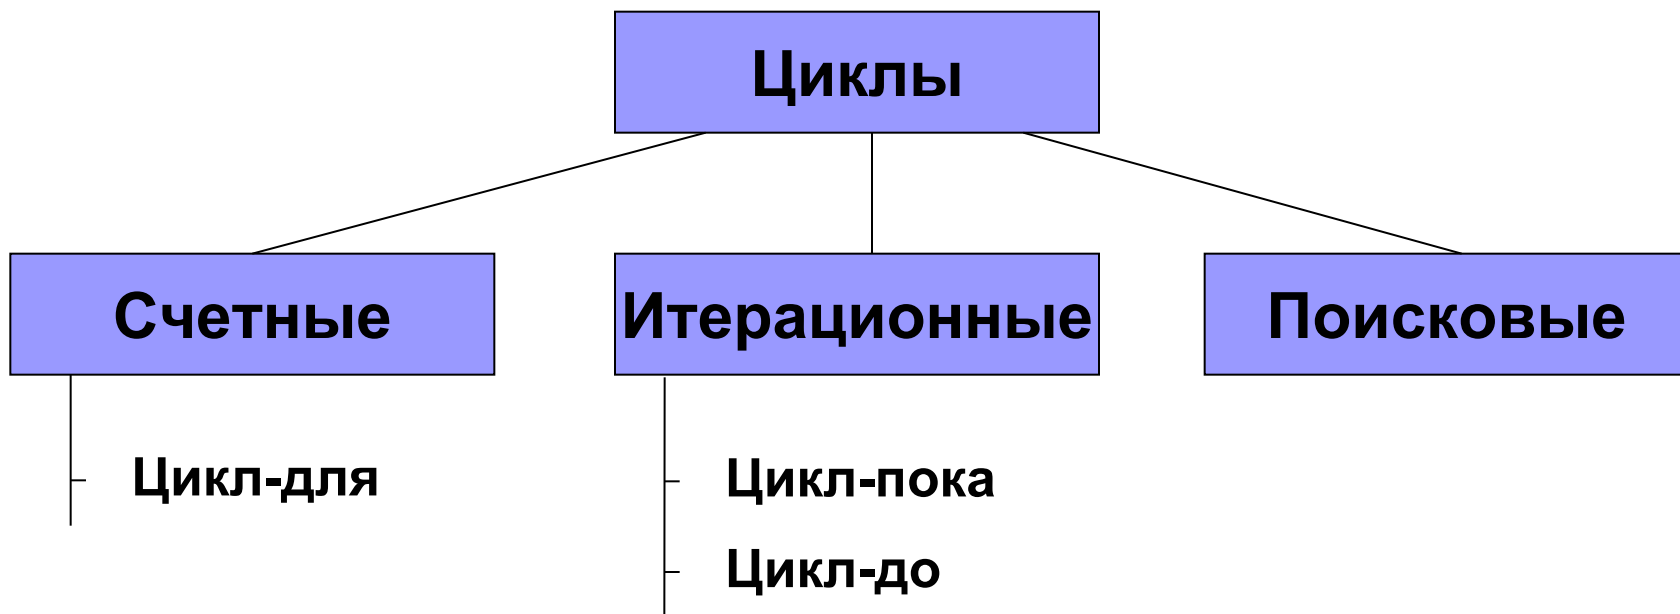 Циклы
Счетные
Итерационные
Поисковые
Цикл-для
Цикл-пока
Цикл-до